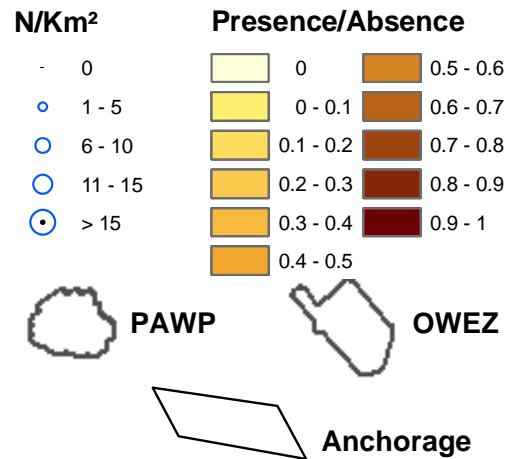 N/Km² Presence/Absence
- 0 0 0.5 - 0.6
1 - 5 0 - 0.1 0.6 - 0.7
6 - 10 0.1 - 0.2 0.7 - 0.8
11 - 15 0.2 - 0.3 0.8 - 0.9
> 15 0.3 - 0.4 0.9 - 1
0.4 - 0.5
PAWP OWEZ
Anchorage